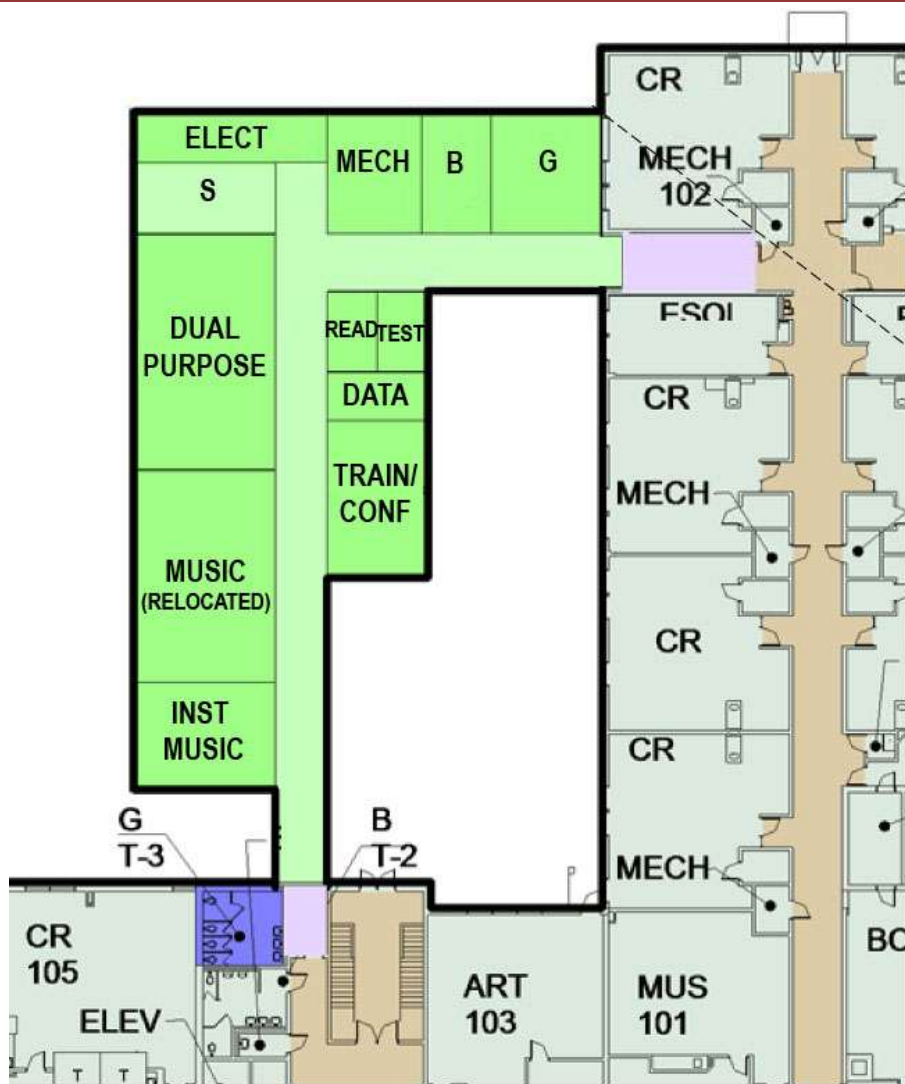 CR
ELECT
MECH
B
G
MECH
102
S
DUAL
PURPOSE
READ
TEST
ESOL
DATA
CR
TRAIN/
CONF
MECH
MUSIC
(RELOCATED)
CR
INST
MUSIC
CR
G
T-3
B
T-2
MECH
CR
105
BC
ART
103
MUS
101
ELEV
T
T